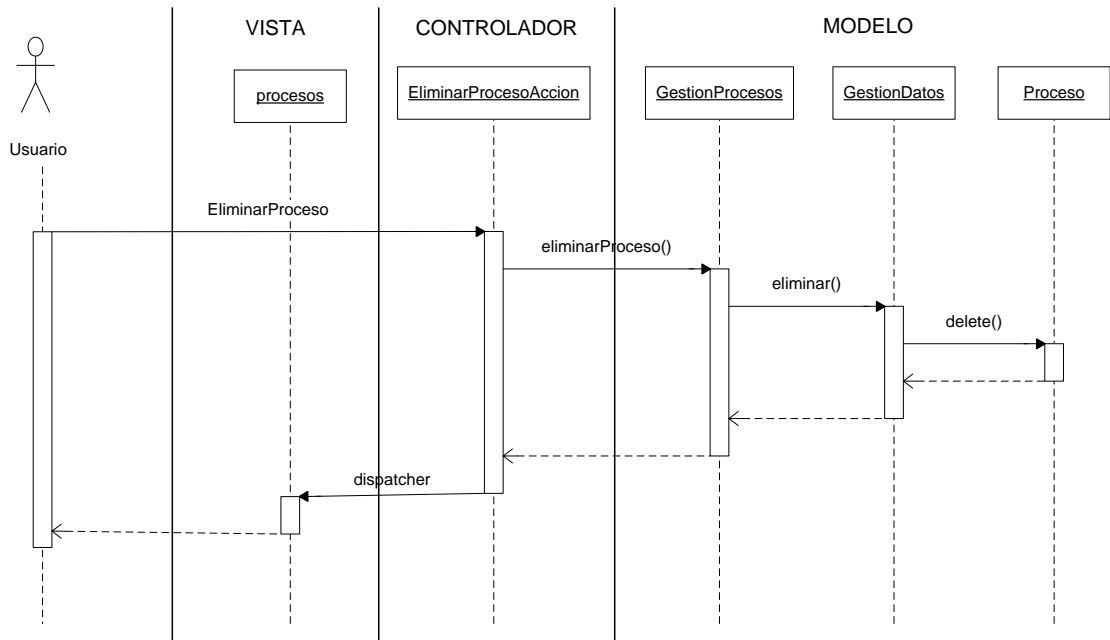 VISTA
CONTROLADOR
MODELO
procesos
EliminarProcesoAccion
GestionProcesos
GestionDatos
Proceso
Usuario
EliminarProceso
eliminarProceso()
eliminar()
delete()
dispatcher